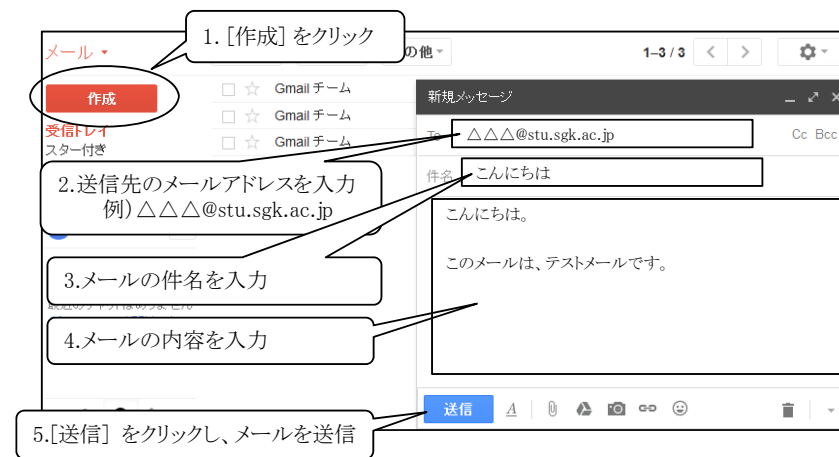 1.[作成]をクリック
メール
の他
1–3 / 3
作成
Gmail チーム
Gmail チーム
Gmail チーム
受信トレイ
スター付き
新規メッセージ
To
△△△@stu.sgk.ac.jp
Cc Bcc
件名
こんにちは
2.送信先のメールアドレスを入力
例)△△△@stu.sgk.ac.jp
こんにちは。
このメールは、テストメールです。
3.メールの件名を入力
4.メールの内容を入力
送信
A
5.[送信] をクリックし、メールを送信